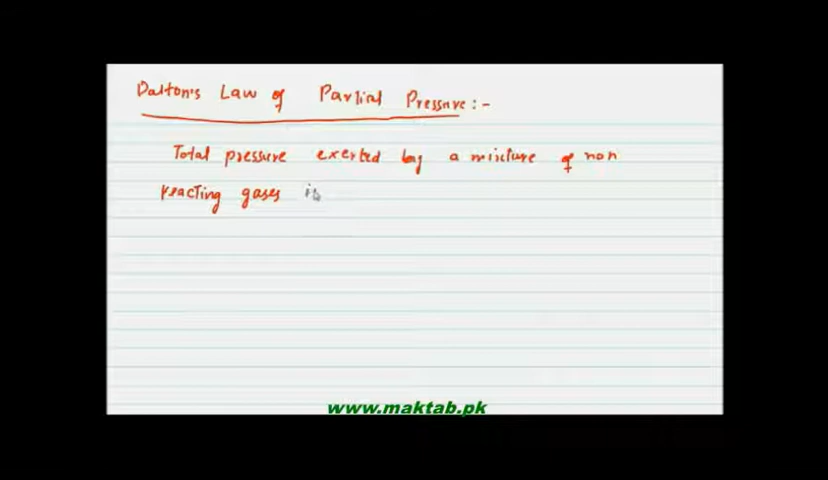 Dalton's Law of Partial Pressure:-
Total pressure exerted by a mixture of non
reacting gases is
www.maktab.pk